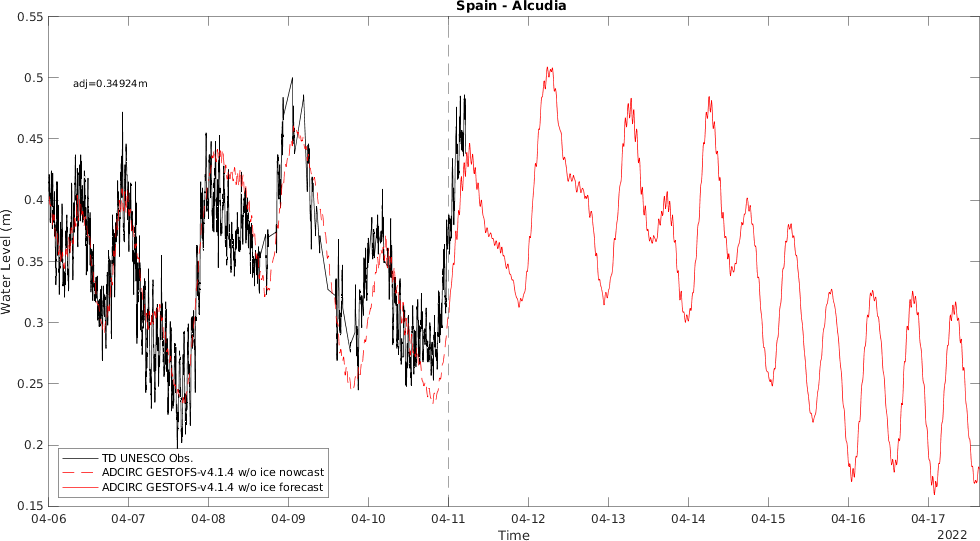 Spain - Alcudia
0.55
0.5
0.45
0.4
0.35
0.3
0.25
0.2
0.15
Water Level (m)
adj=0.34924m
TD UNESCO Obs.
ADCIRC GESTOFS-v4.1.4 w/o ice nowcast
ADCIRC GESTOFS-v4.1.4 w/o ice forecast
04-06 04-07 04-08 04-09 04-10 04-11 04-12 04-13 04-14 04-15 04-16 04-17
Time
2022